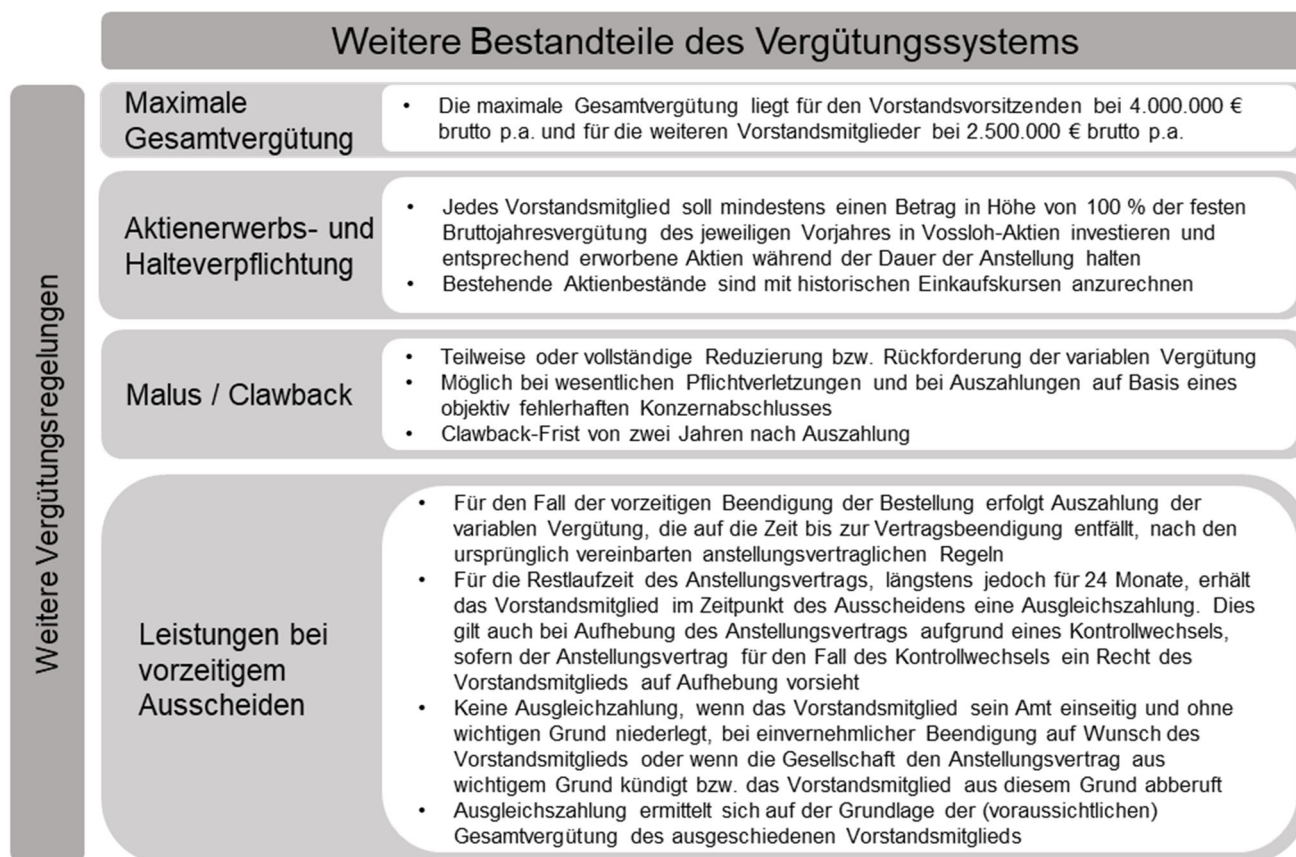 Weitere Bestandteile des Vergütungssystems
Weitere Vergütungsregelungen
Maximale
Gesamtvergütung
• Die maximale Gesamtvergütung liegt für den Vorstandsvorsitzenden bei 4.000.000 €
brutto p.a. und für die weiteren Vorstandsmitglieder bei 2.500.000 € brutto p.a.
Aktienerwerbs- und
Halteverpflichtung
• Jedes Vorstandsmitglied soll mindestens einen Betrag in Höhe von 100 % der festen
Bruttojahresvergütung des jeweiligen Vorjahres in Vossloh-Aktien investieren und
entsprechend erworbene Aktien während der Dauer der Anstellung halten
• Bestehende Aktienbestände sind mit historischen Einkaufskursen anzurechnen
Malus / Clawback
• Teilweise oder vollständige Reduzierung bzw. Rückforderung der variablen Vergütung
• Möglich bei wesentlichen Pflichtverletzungen und bei Auszahlungen auf Basis eines
objektiv fehlerhaften Konzernabschlusses
• Clawback-Frist von zwei Jahren nach Auszahlung
Leistungen bei
vorzeitigem
Ausscheiden
• Für den Fall der vorzeitigen Beendigung der Bestellung erfolgt Auszahlung der
variablen Vergütung, die auf die Zeit bis zur Vertragsbeendigung entfällt, nach den
ursprünglich vereinbarten anstellungsvertraglichen Regeln
• Für die Restlaufzeit des Anstellungsvertrags, längstens jedoch für 24 Monate, erhält
das Vorstandsmitglied im Zeitpunkt des Ausscheidens eine Ausgleichszahlung. Dies
gilt auch bei Aufhebung des Anstellungsvertrags aufgrund eines Kontrollwechsels,
sofern der Anstellungsvertrag für den Fall des Kontrollwechsels ein Recht des
Vorstandsmitglieds auf Aufhebung vorsieht
• Keine Ausgleichzahlung, wenn das Vorstandsmitglied sein Amt einseitig und ohne
wichtigen Grund niederlegt, bei einvernehmlicher Beendigung auf Wunsch des
Vorstandsmitglieds oder wenn die Gesellschaft den Anstellungsvertrag aus
wichtigem Grund kündigt bzw. das Vorstandsmitglied aus diesem Grund abberuft
• Ausgleichszahlung ermittelt sich auf der Grundlage der (voraussichtlichen)
Gesamtvergütung des ausgeschiedenen Vorstandsmitglieds